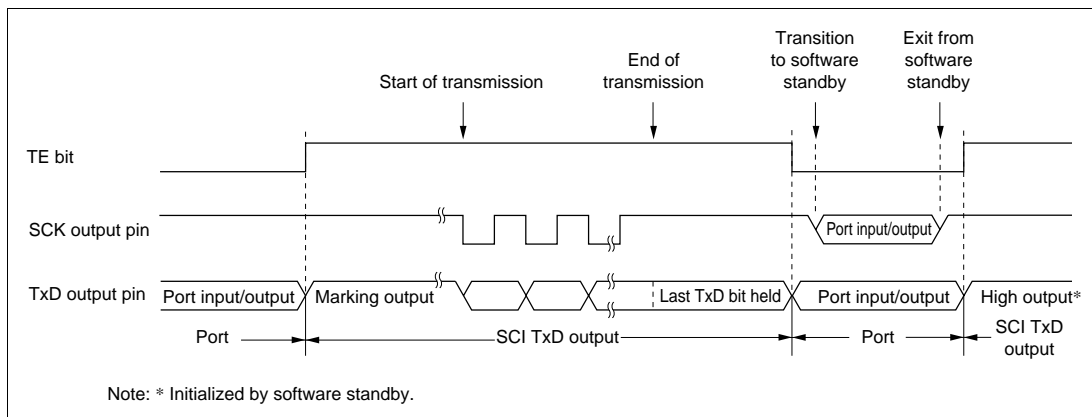 Transition
to software
standby
Exit from
software
standby
End of
transmission
Start of transmission
TE bit
SCK output pin
Port input/output
TxD output pin
Port input/output
Marking output
Last TxD bit held
Port input/output
High output*
Port
SCI TxD output
Port
SCI TxD
output
Note: * Initialized by software standby.